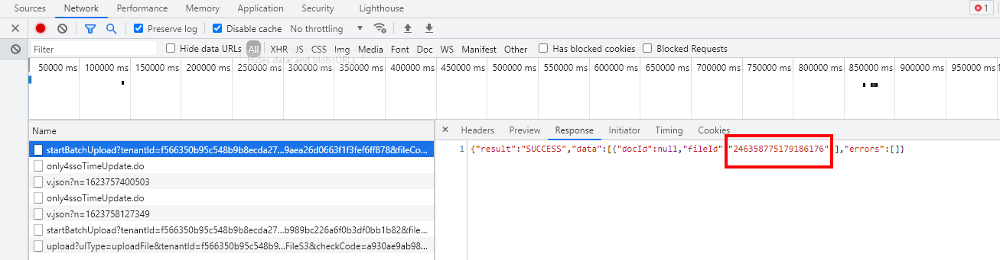 Sources Network Performance Memory Application Security Lighthouse 1
Preserve log Disable cache No throttling
Filter Hide data URLs All XHR JS CSS Img Media Font Doc WS Manifest Other Has blocked cookies Blocked Requests
Hides data: and blob: URLs
50000 ms 100000 ms 150000 ms 200000 ms 250000 ms 300000 ms 350000 ms 400000 ms 450000 ms 500000 ms 550000 ms 600000 ms 650000 ms 700000 ms 750000 ms 800000 ms 850000 ms 900000 ms 950000 ms
Name
Headers Preview Response Initiator Timing Cookies
startBatchUpload?tenantId=f566350b95c548b9b8ecda27...9aea26d0663f1f3fef6ff878&fileCo...
only4ssoTimeUpdate.do
v.json?n=1623757400503
only4ssoTimeUpdate.do
v.json?n=1623758127349
startBatchUpload?tenantId=f566350b95c548b9b8ecda27...b989bc226a6f0b3df0bb1b82&file...
upload?ulType=uploadFile&tenantId=f566350b95c548b9...FileS3&checkCode=a930ae9ab98...
1 {"result":"SUCCESS","data":[{"docId":null,"fileId" "246358775179186176" ],"errors":[]}